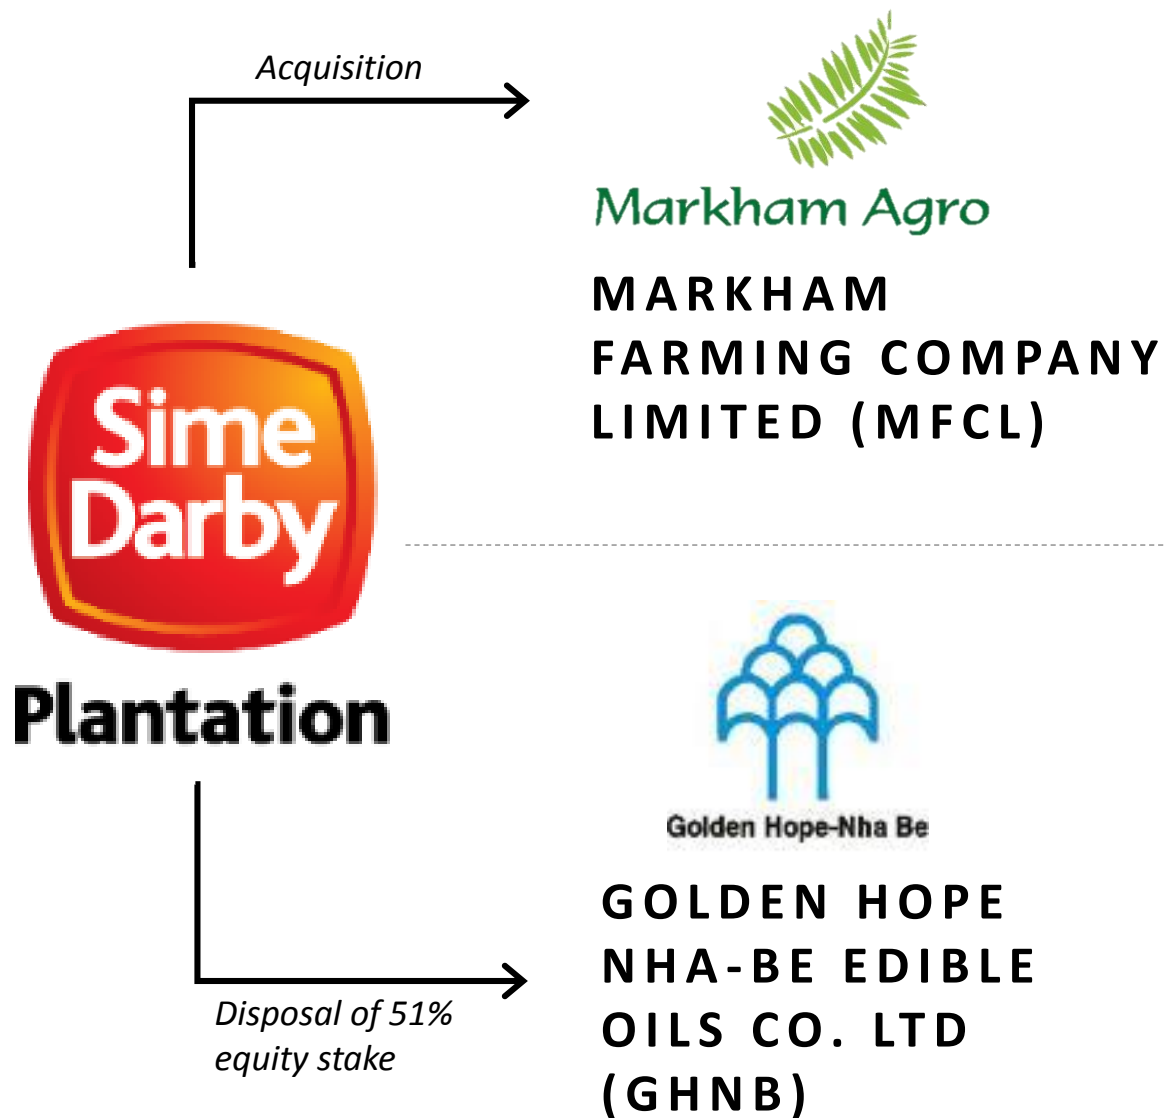 Acquisition
Markham Agro
MARKHAM
FARMING COMPANY
LIMITED (MFCL)
Sime
Darby
Plantation
Golden Hope-Nha Be
GOLDEN HOPE
NHA-BE EDIBLE
OILS CO. LTD
(GHNB)
Disposal of 51%
equity stake